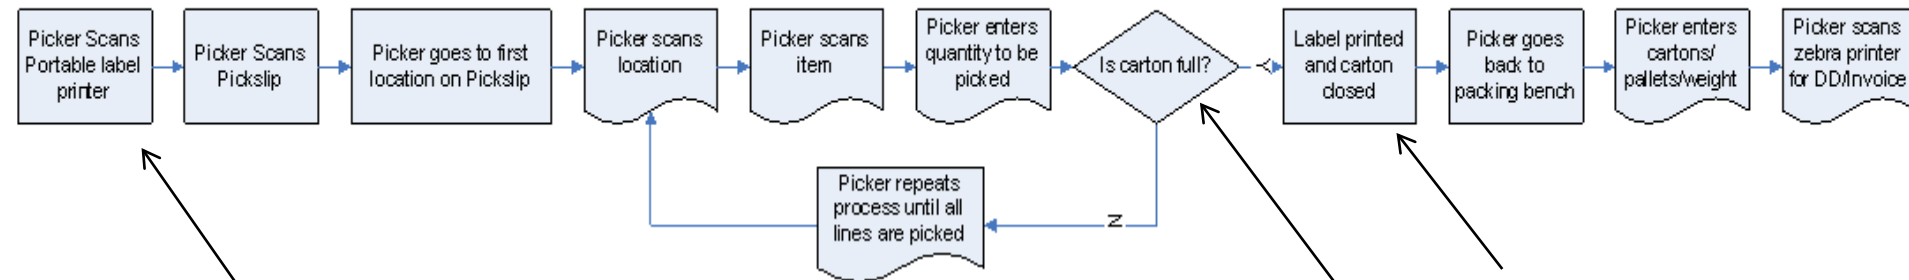 Picker Scans
Portable label
printer
Picker Scans
Pickslip
Picker goes to first
location on Pickslip
Picker scans
location
Picker scans
item
Picker enters
quantity to be
picked
Is carton full?
Y
Label printed
and carton
closed
Picker goes
back to
packing bench
Picker enters
cartons/
pallets/weight
Picker scans
zebra printer
for DD/Invoice
Picker repeats
process until all
lines are picked
N